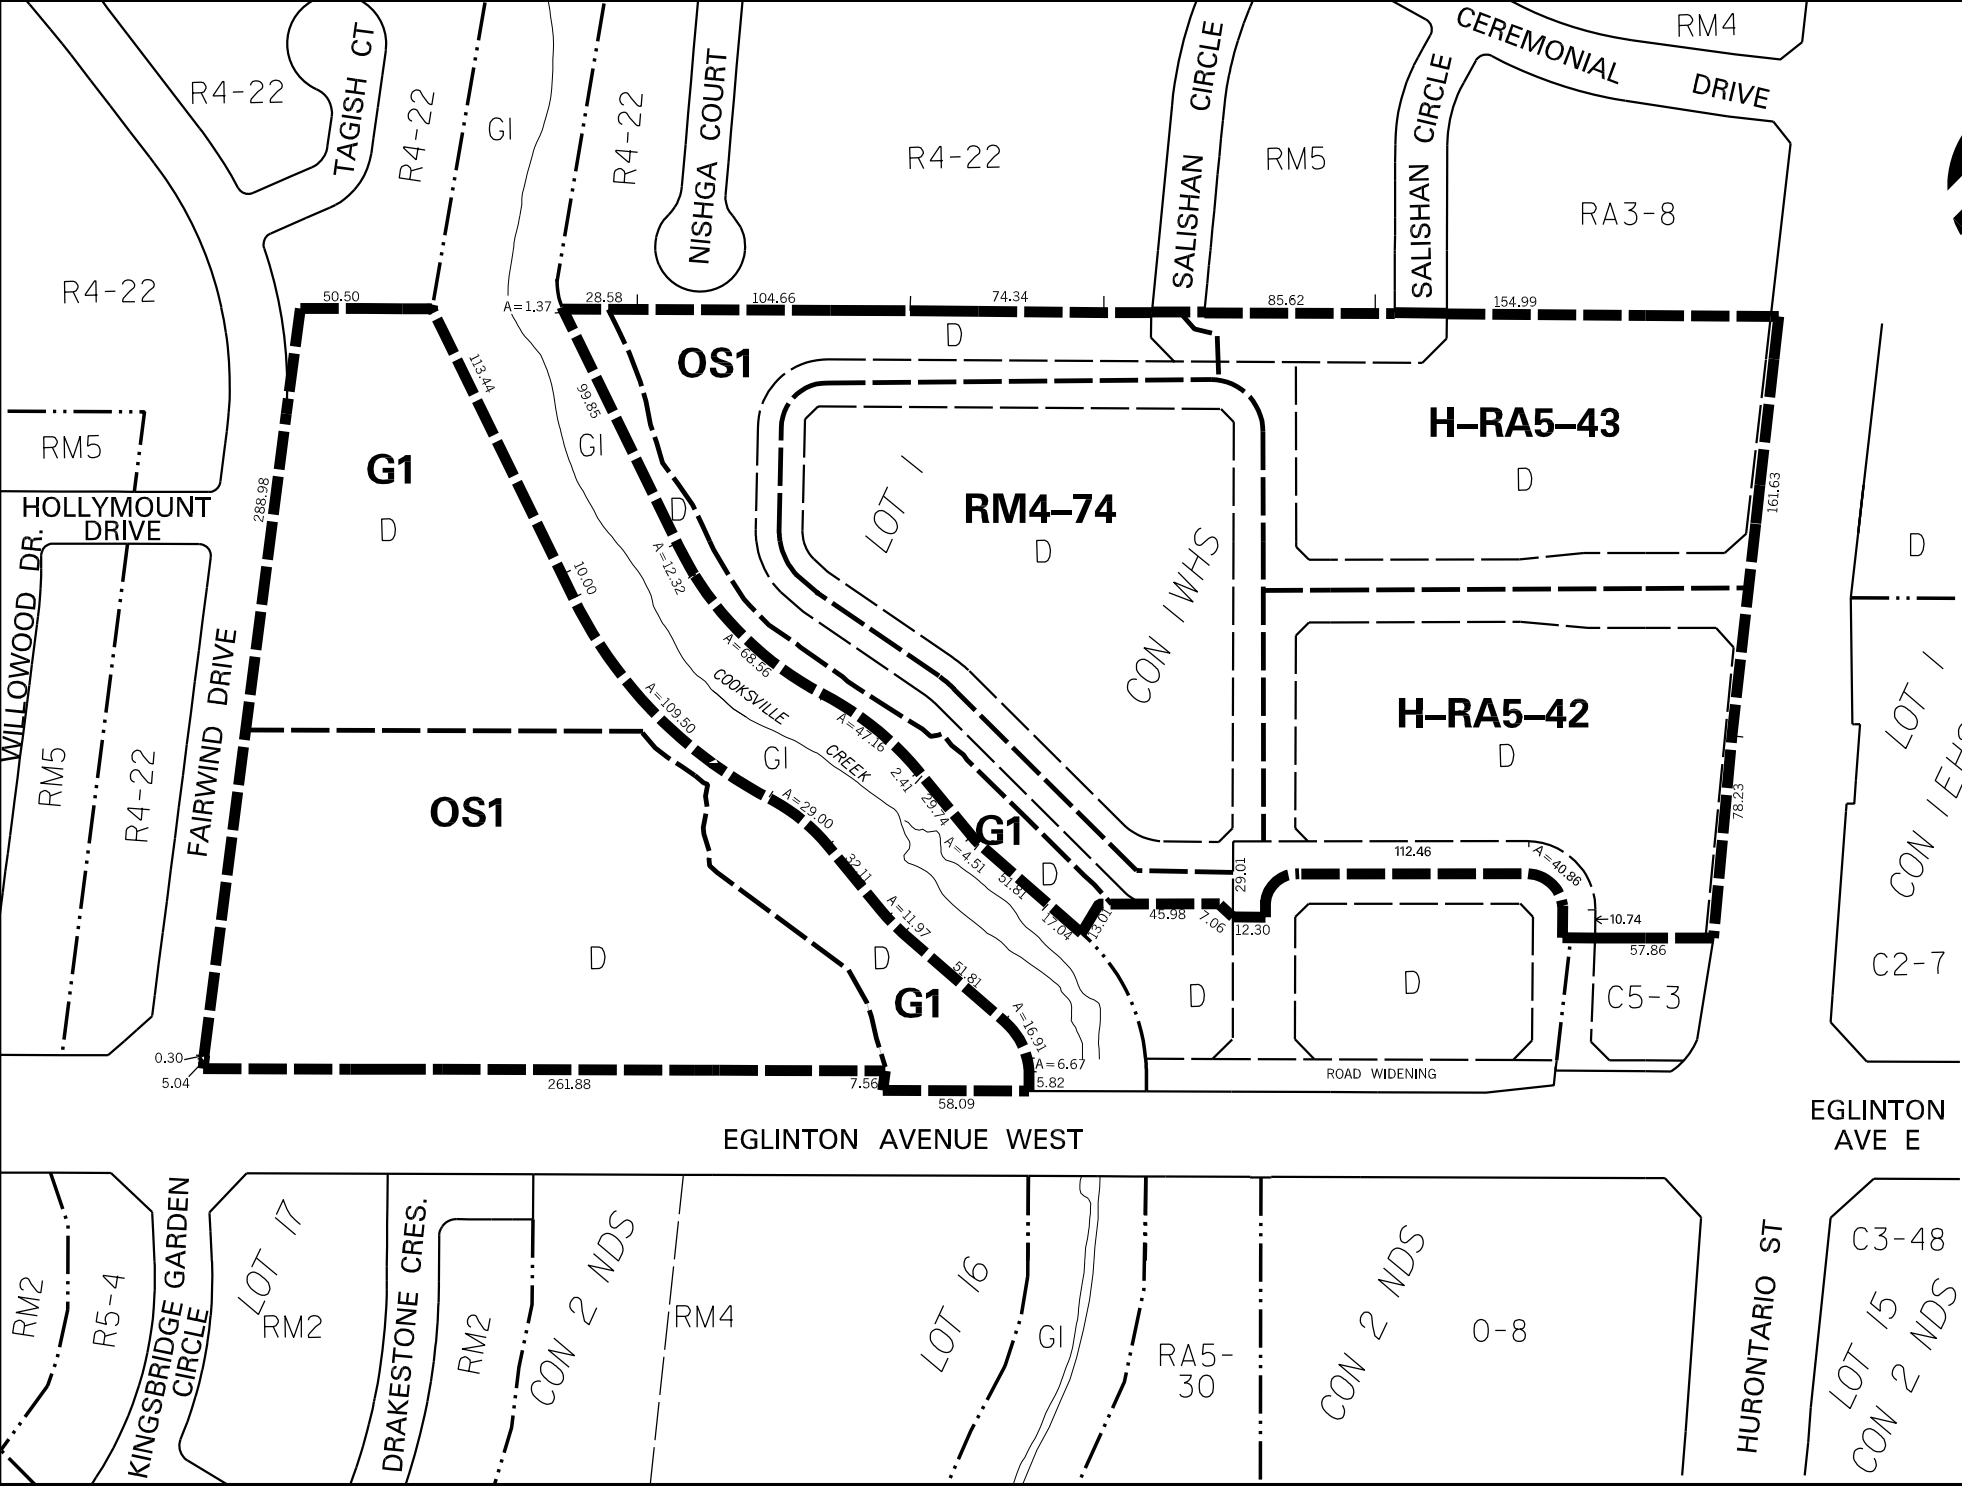 RM4
CEREMONIAL
DRIVE
TAGISH CT
R4-22
R4-22
G1
R4-22
NISHGA COURT
R4-22
SALISHAN CIRCLE
RM5
SALISHAN CIRCLE
RA3-8
R4-22
50.50
A=1.37
28.58
104.66
74.34
85.62
154.99
D
OS1
113.44
99.85
H–RA5–43
D
G1
D
G1
D
LOT 1
RM4–74
D
CON 1 WHS
RM5
HOLLYMOUNT
DRIVE
WILLOWOOD DR.
288.98
161.63
D
A=12.32
10.00
FAIRWIND DRIVE
A=68.56
A=109.50
COOKSVILLE
CREEK
A=47.16
2.41
29.74
H–RA5–42
D
LOT 1
CON 1 EHS
RM5
R4-22
G1
A=29.00
OS1
G1
A=4.51
51.81
D
78.23
32.11
112.46
A=40.86
29.01
A=11.97
17.04
13.01
45.98
7.06
12.30
10.74
57.86
D
D
51.81
G1
D
D
C5-3
C2-7
A=16.91
0.30
5.04
261.88
7.56
A=6.67
5.82
58.09
ROAD WIDENING
EGLINTON AVENUE WEST
EGLINTON
AVE E
RM2
R5-4
KINGSBRIDGE GARDEN
CIRCLE
LOT 17
RM2
DRAKESTONE CRES.
RM2
CON 2 NDS
RM4
LOT 16
G1
RA5-
30
CON 2 NDS
O-8
HURONTARIO ST
C3-48
LOT 15
CON 2 NDS